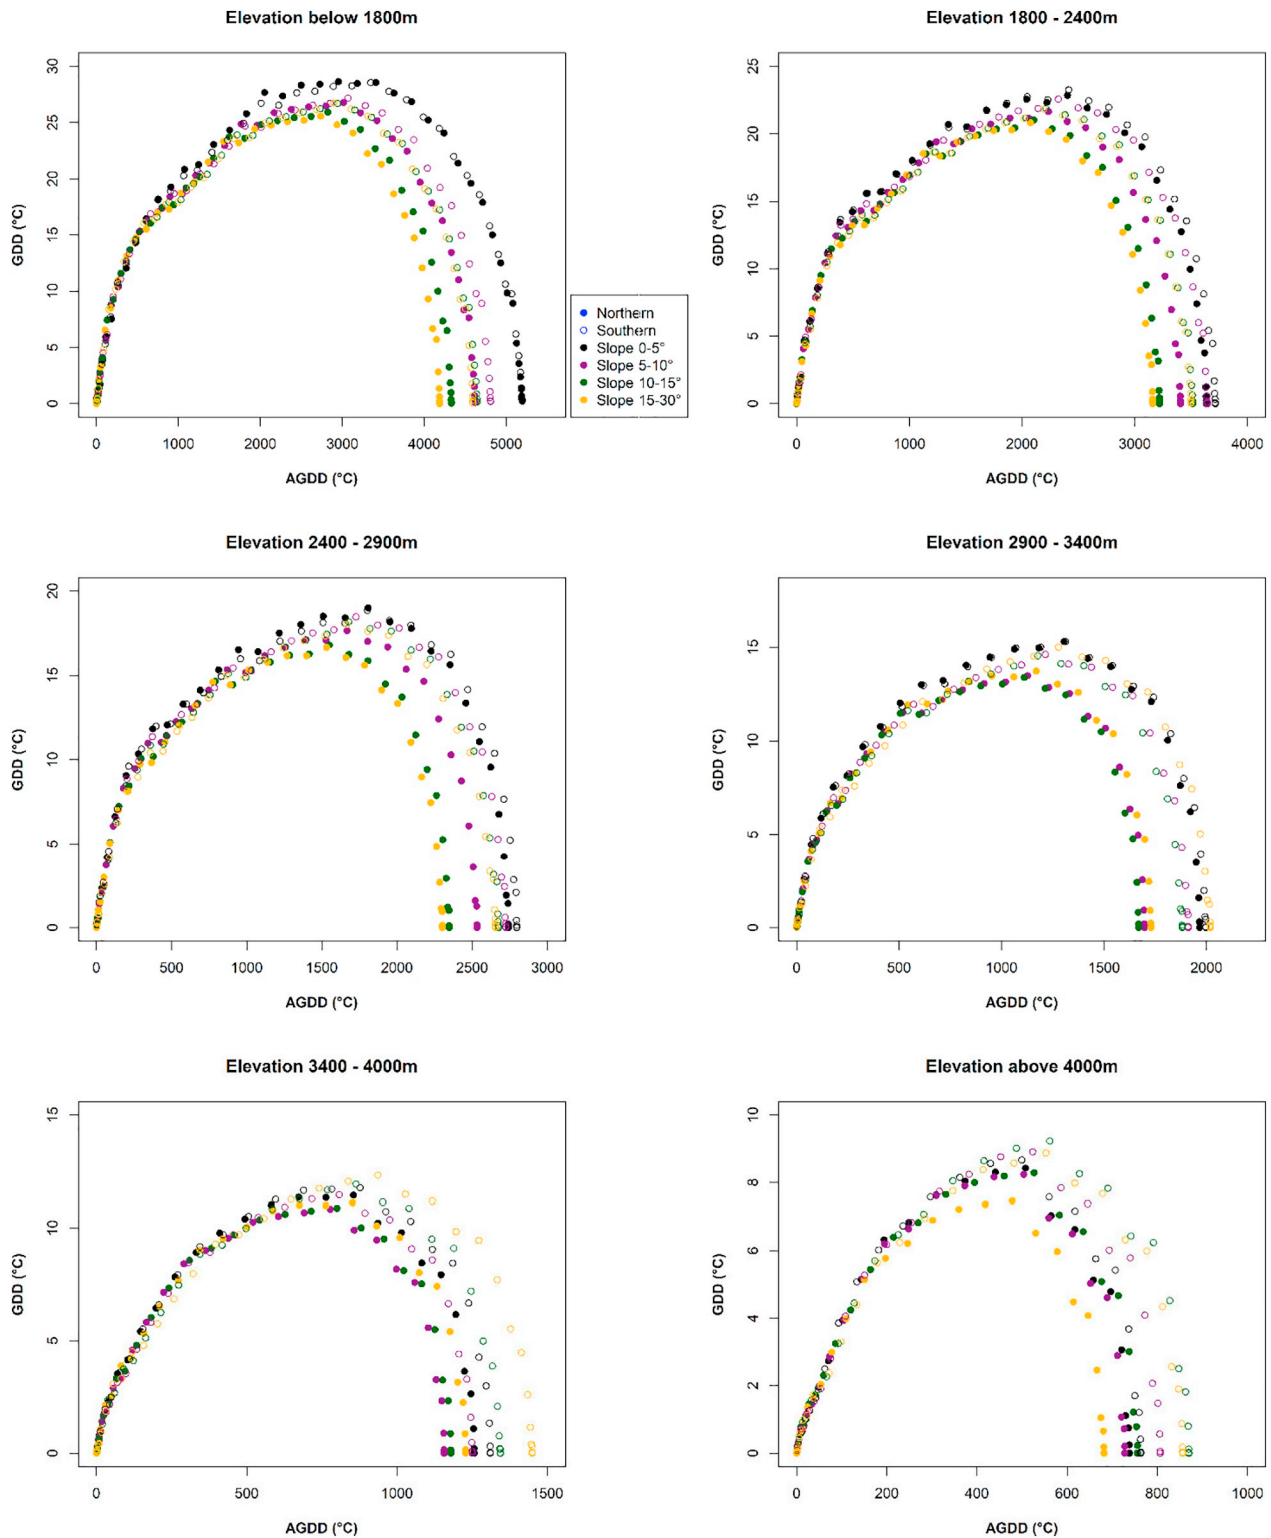 Elevation below 1800m
Elevation 1800 - 2400m
GDD (°C)
30
25
20
15
10
5
0
0 1000 2000 3000 4000 5000
AGDD (°C)
Northern
Southern
Slope 0-5°
Slope 5-10°
Slope 10-15°
Slope 15-30°
GDD (°C)
25
20
15
10
5
0
0 1000 2000 3000 4000
AGDD (°C)
Elevation 2400 - 2900m
Elevation 2900 - 3400m
GDD (°C)
20
15
10
5
0
0 500 1000 1500 2000 2500 3000
AGDD (°C)
GDD (°C)
15
10
5
0
0 500 1000 1500 2000
AGDD (°C)
Elevation 3400 - 4000m
Elevation above 4000m
GDD (°C)
15
10
5
0
0 500 1000 1500
AGDD (°C)
GDD (°C)
10
8
6
4
2
0
0 200 400 600 800 1000
AGDD (°C)